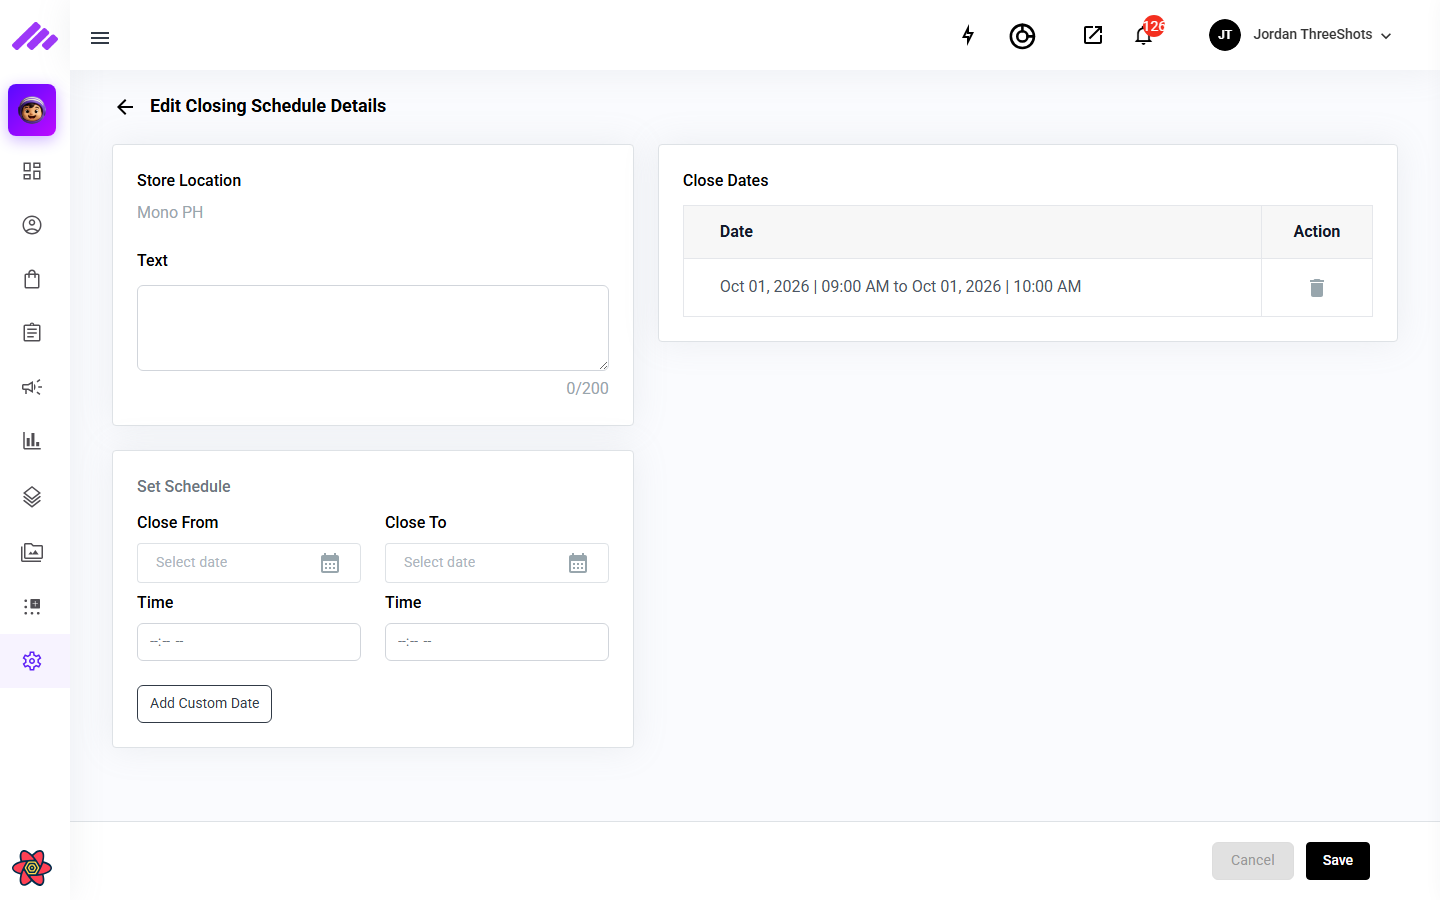 126
JT
Jordan ThreeShots
Edit Closing Schedule Details
Store Location
Mono PH
Text
0/200
Close Dates
Date
Action
Oct 01, 2026 | 09:00 AM to Oct 01, 2026 | 10:00 AM
Set Schedule
Close From
Close To
Select date
Select date
Time
Time
--:-- --
--:-- --
Add Custom Date
Cancel
Save